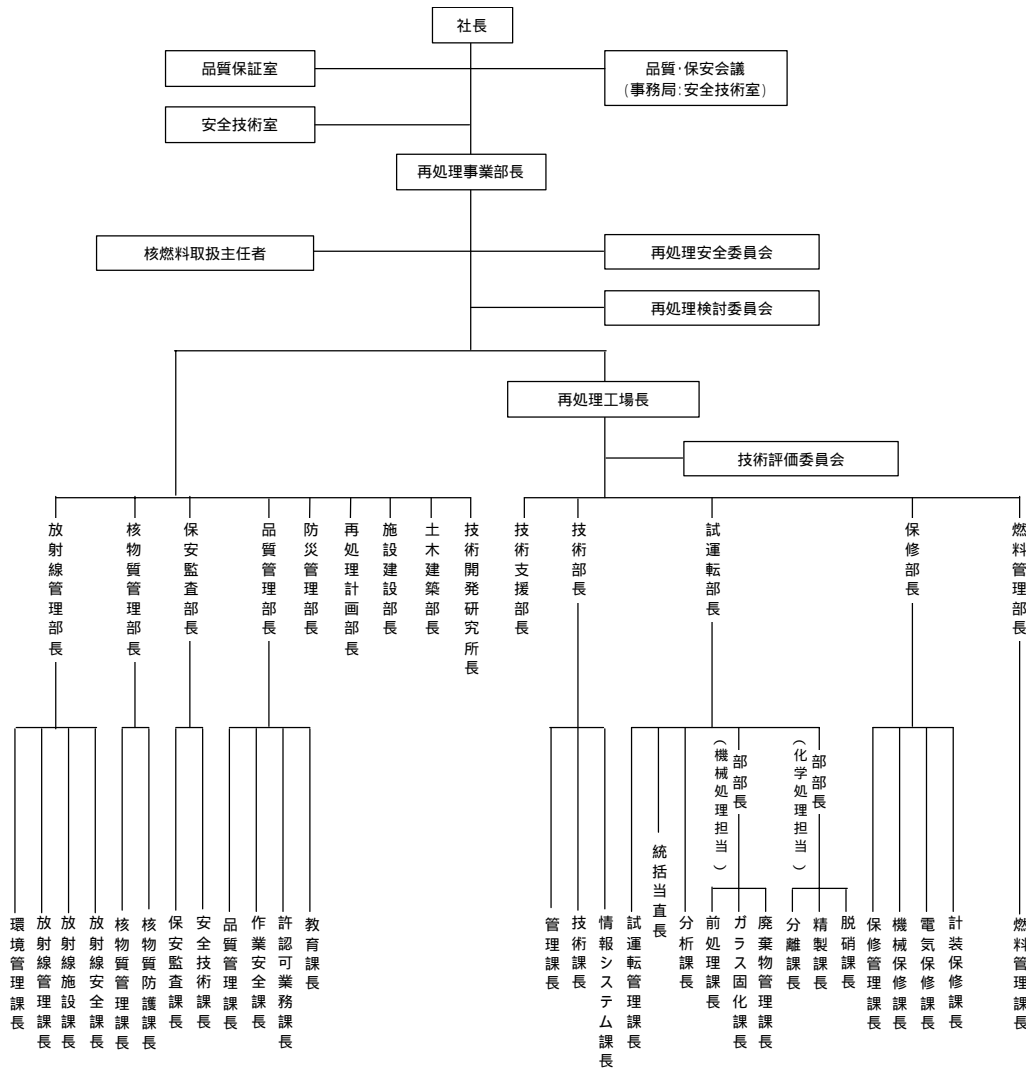 社長
品質保証室
品質・保安会議
(事務局:安全技術室)
安全技術室
再処理事業部長
核燃料取扱主任者
再処理安全委員会
再処理検討委員会
再処理工場長
技術評価委員会
放射線管理部長
核物質管理部長
保安監査部長
品質管理部長
防災管理部長
再処理計画部長
施設建設部長
土木建築部長
技術開発研究所長
技術支援部長
技術部長
試運転部長
保修部長
燃料管理部長
部部長
(機械処理担当)
部部長
(化学処理担当)
環境管理課長
放射線管理課長
放射線施設課長
放射線安全課長
核物質管理課長
核物質防護課長
保安監査課長
安全技術課長
品質管理課長
作業安全課長
許認可業務課長
教育課長
管理課長
技術課長
情報システム課長
試運転管理課長
統括当直長
分析課長
前処理課長
ガラス固化課長
廃棄物管理課長
分離課長
精製課長
脱硝課長
保修管理課長
機械保修課長
電気保修課長
計装保修課長
燃料管理課長